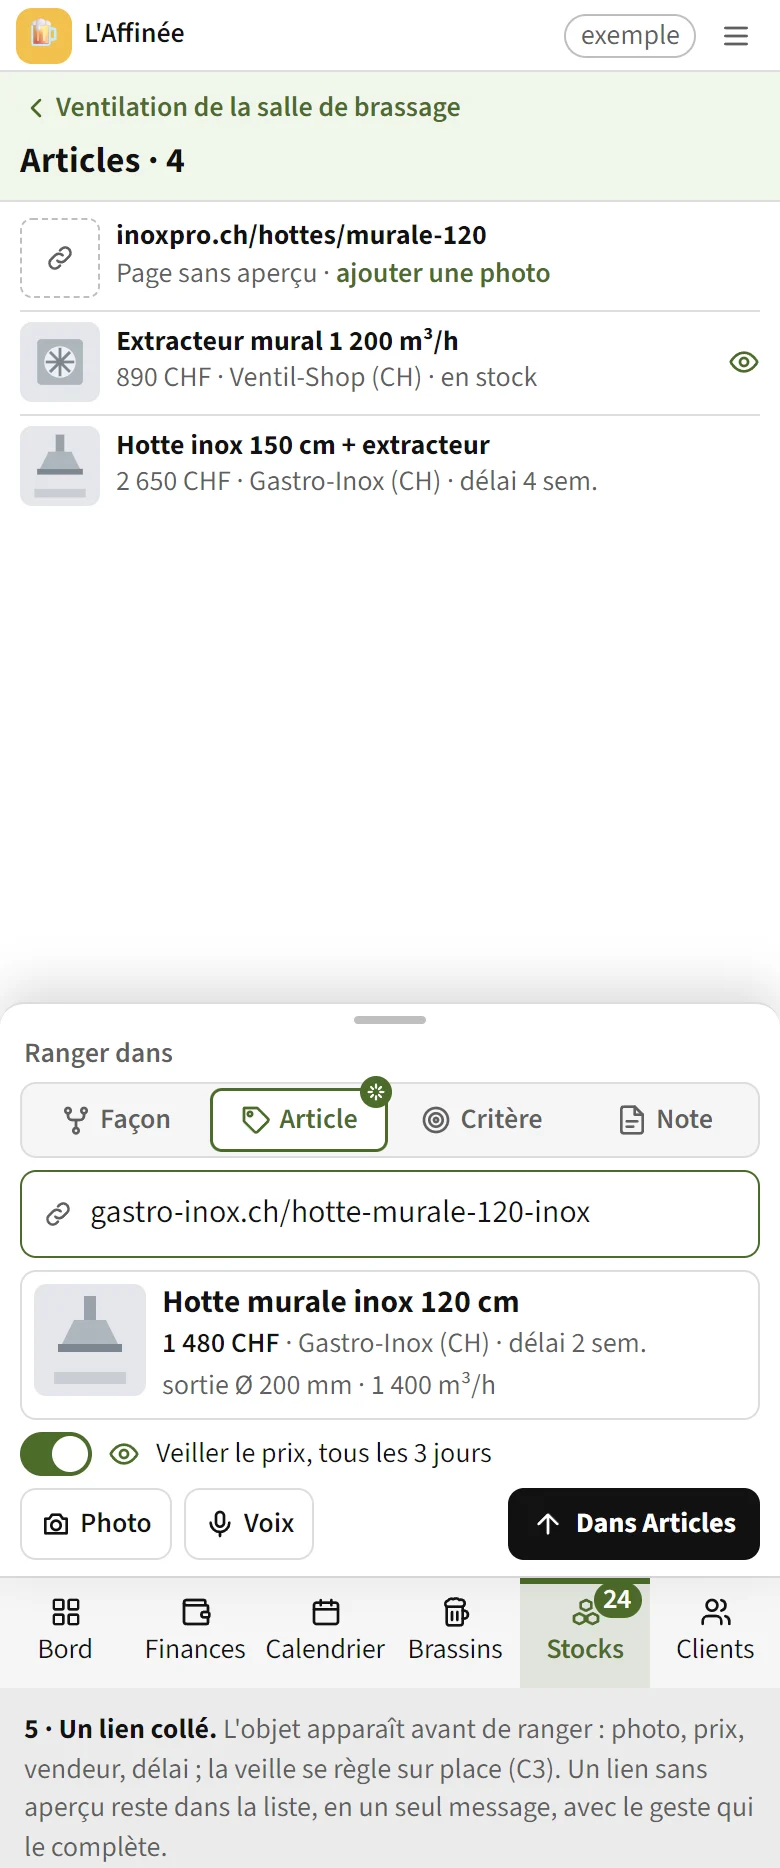 L'Affinée
exemple
Ventilation de la salle de brassage
Articles · 4
inoxpro.ch/hottes/murale-120
Page sans aperçu · ajouter une photo
Extracteur mural 1 200 m³/h
890 CHF · Ventil-Shop (CH) · en stock
Hotte inox 150 cm + extracteur
2 650 CHF · Gastro-Inox (CH) · délai 4 sem.
Ranger dans
Façon
Article
Critère
Note
gastro-inox.ch/hotte-murale-120-inox
Hotte murale inox 120 cm
1 480 CHF · Gastro-Inox (CH) · délai 2 sem.
sortie Ø 200 mm · 1 400 m³/h
Veiller le prix, tous les 3 jours
Photo
Voix
Dans Articles
Bord
Finances
Calendrier
Brassins
24
Stocks
Clients
5 · Un lien collé. L'objet apparaît avant de ranger : photo, prix,
vendeur, délai ; la veille se règle sur place (C3). Un lien sans
aperçu reste dans la liste, en un seul message, avec le geste qui
le complète.